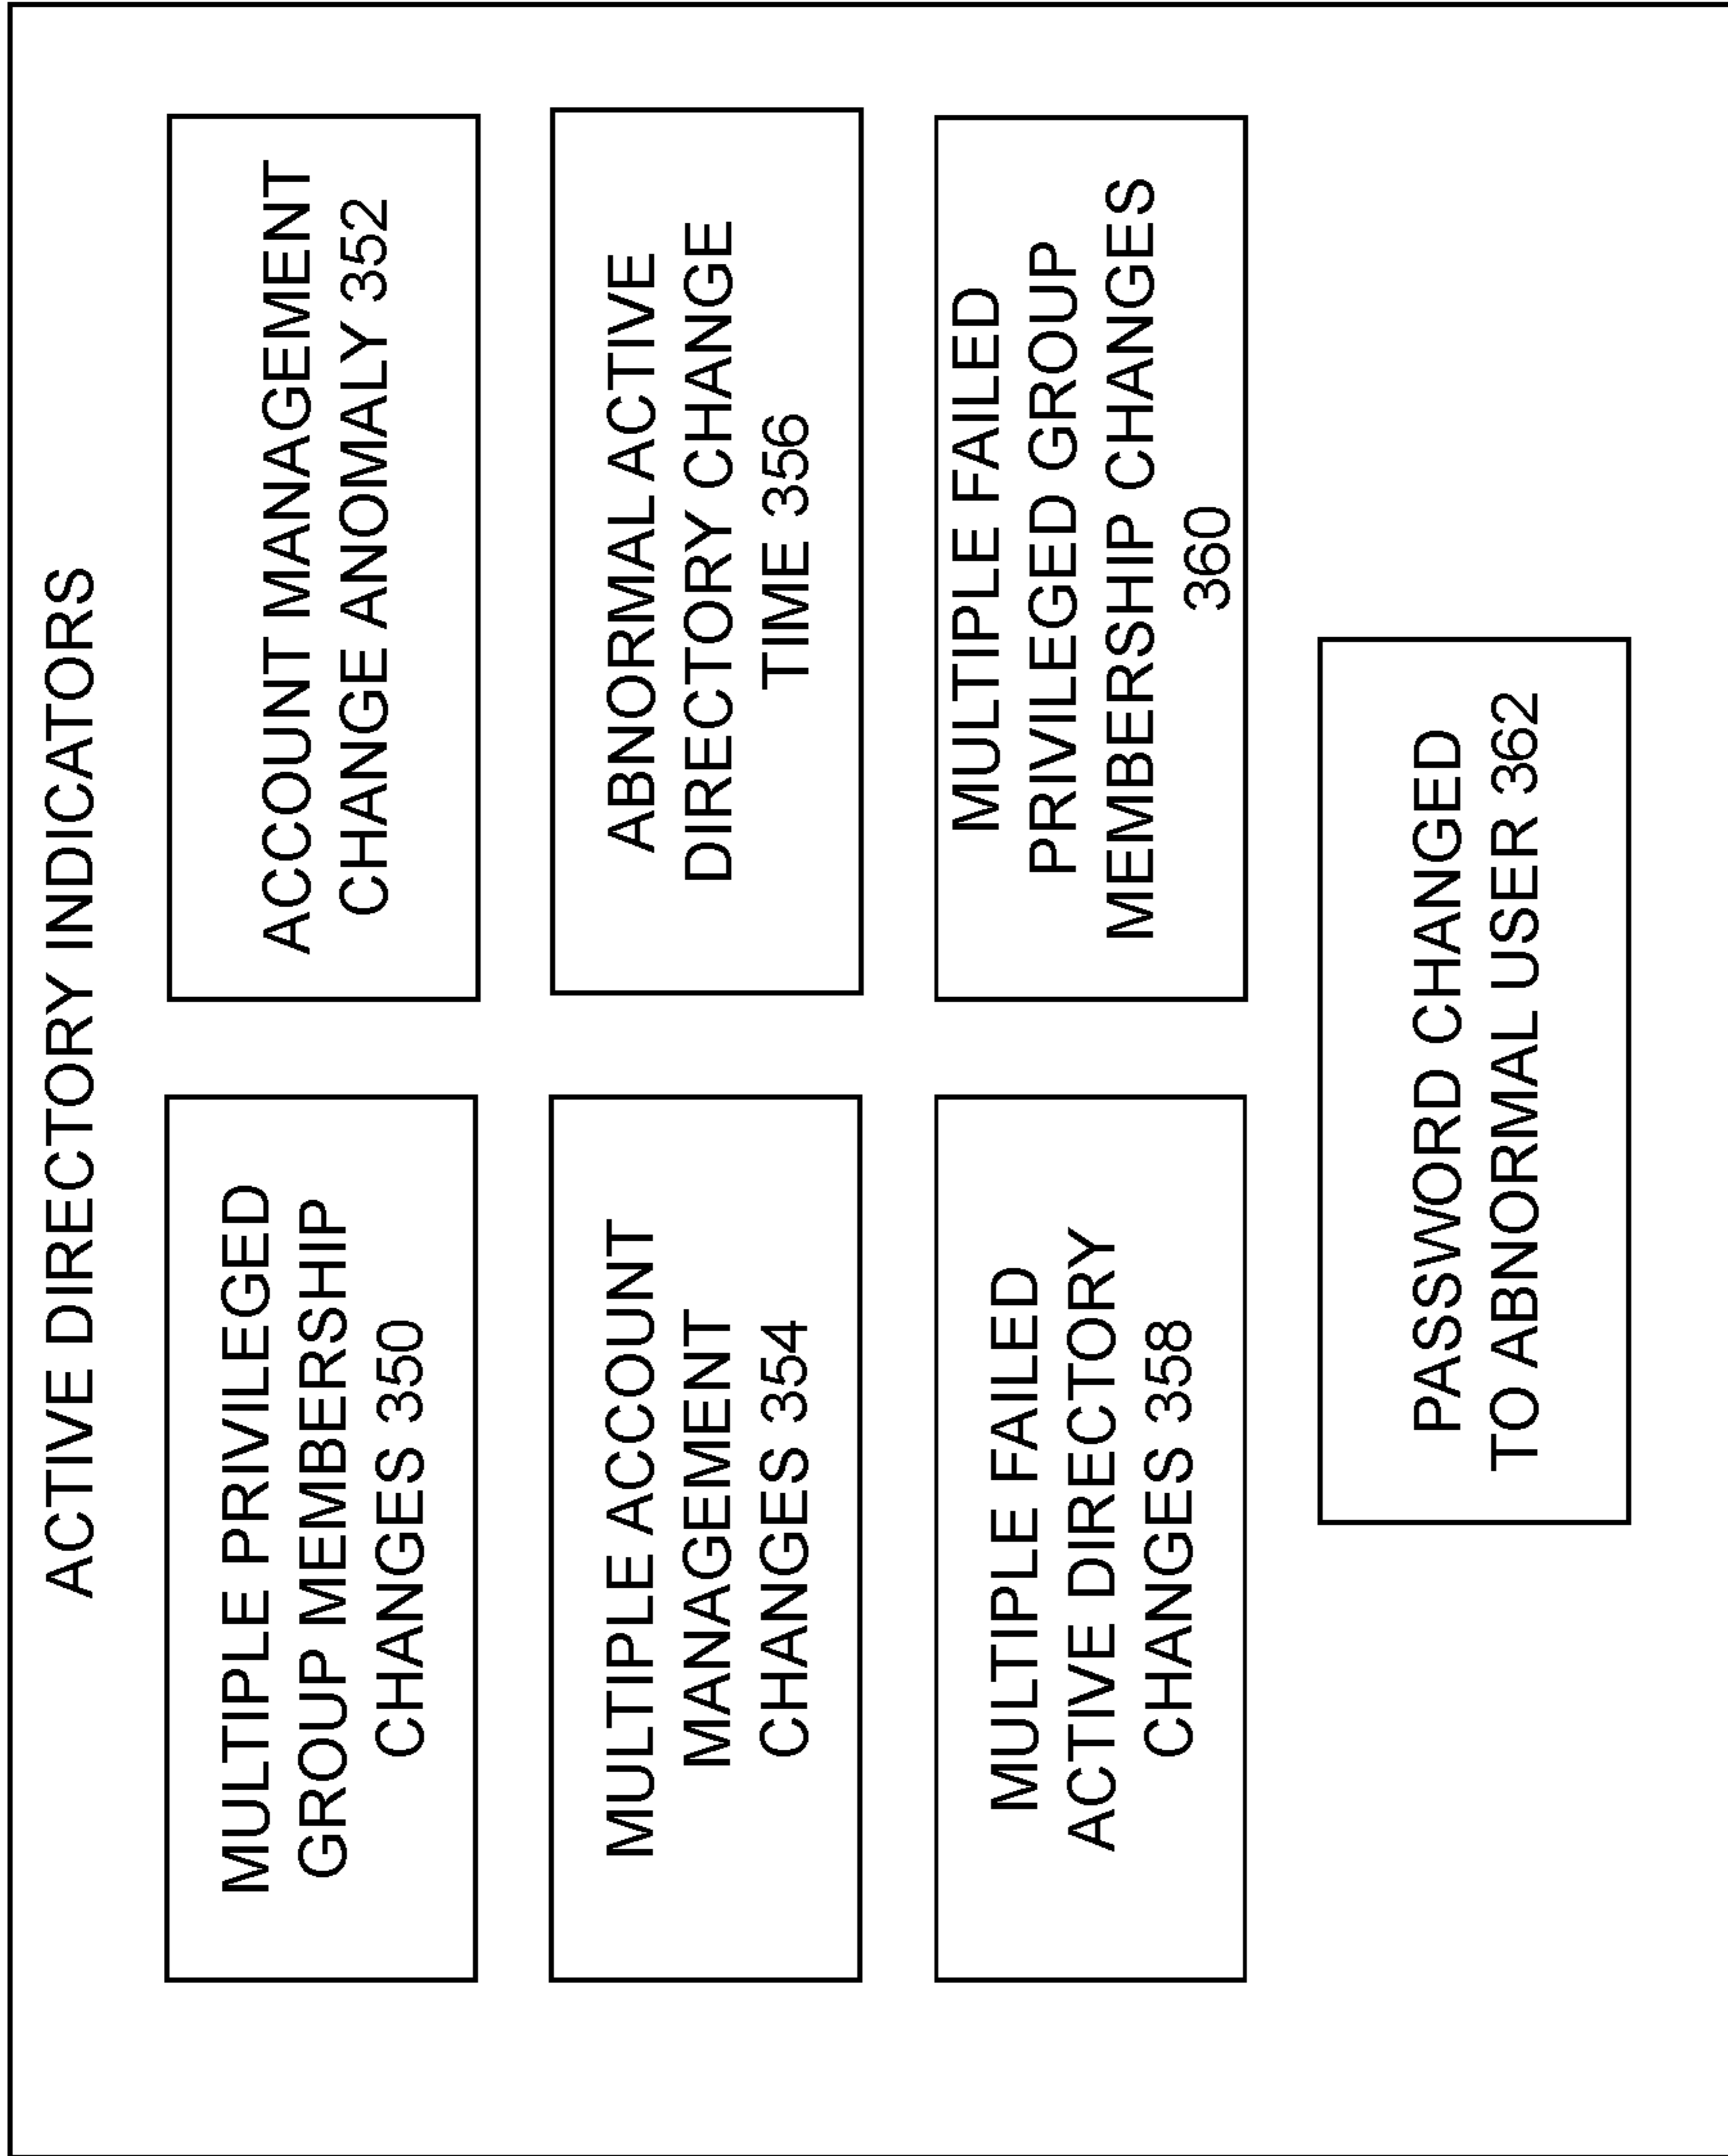 ACTIVE DIRECTORY INDICATORS
MULTIPLE PRIVILEGED
GROUP MEMBERSHIP
CHANGES 350
ACCOUNT MANAGEMENT
CHANGE ANOMALY 352
MULTIPLE ACCOUNT
MANAGEMENT
CHANGES 354
ABNORMAL ACTIVE
DIRECTORY CHANGE
TIME 356
MULTIPLE FAILED
ACTIVE DIRECTORY
CHANGES 358
MULTIPLE FAILED
PRIVILEGED GROUP
MEMBERSHIP CHANGES
360
PASSWORD CHANGED
TO ABNORMAL USER 362